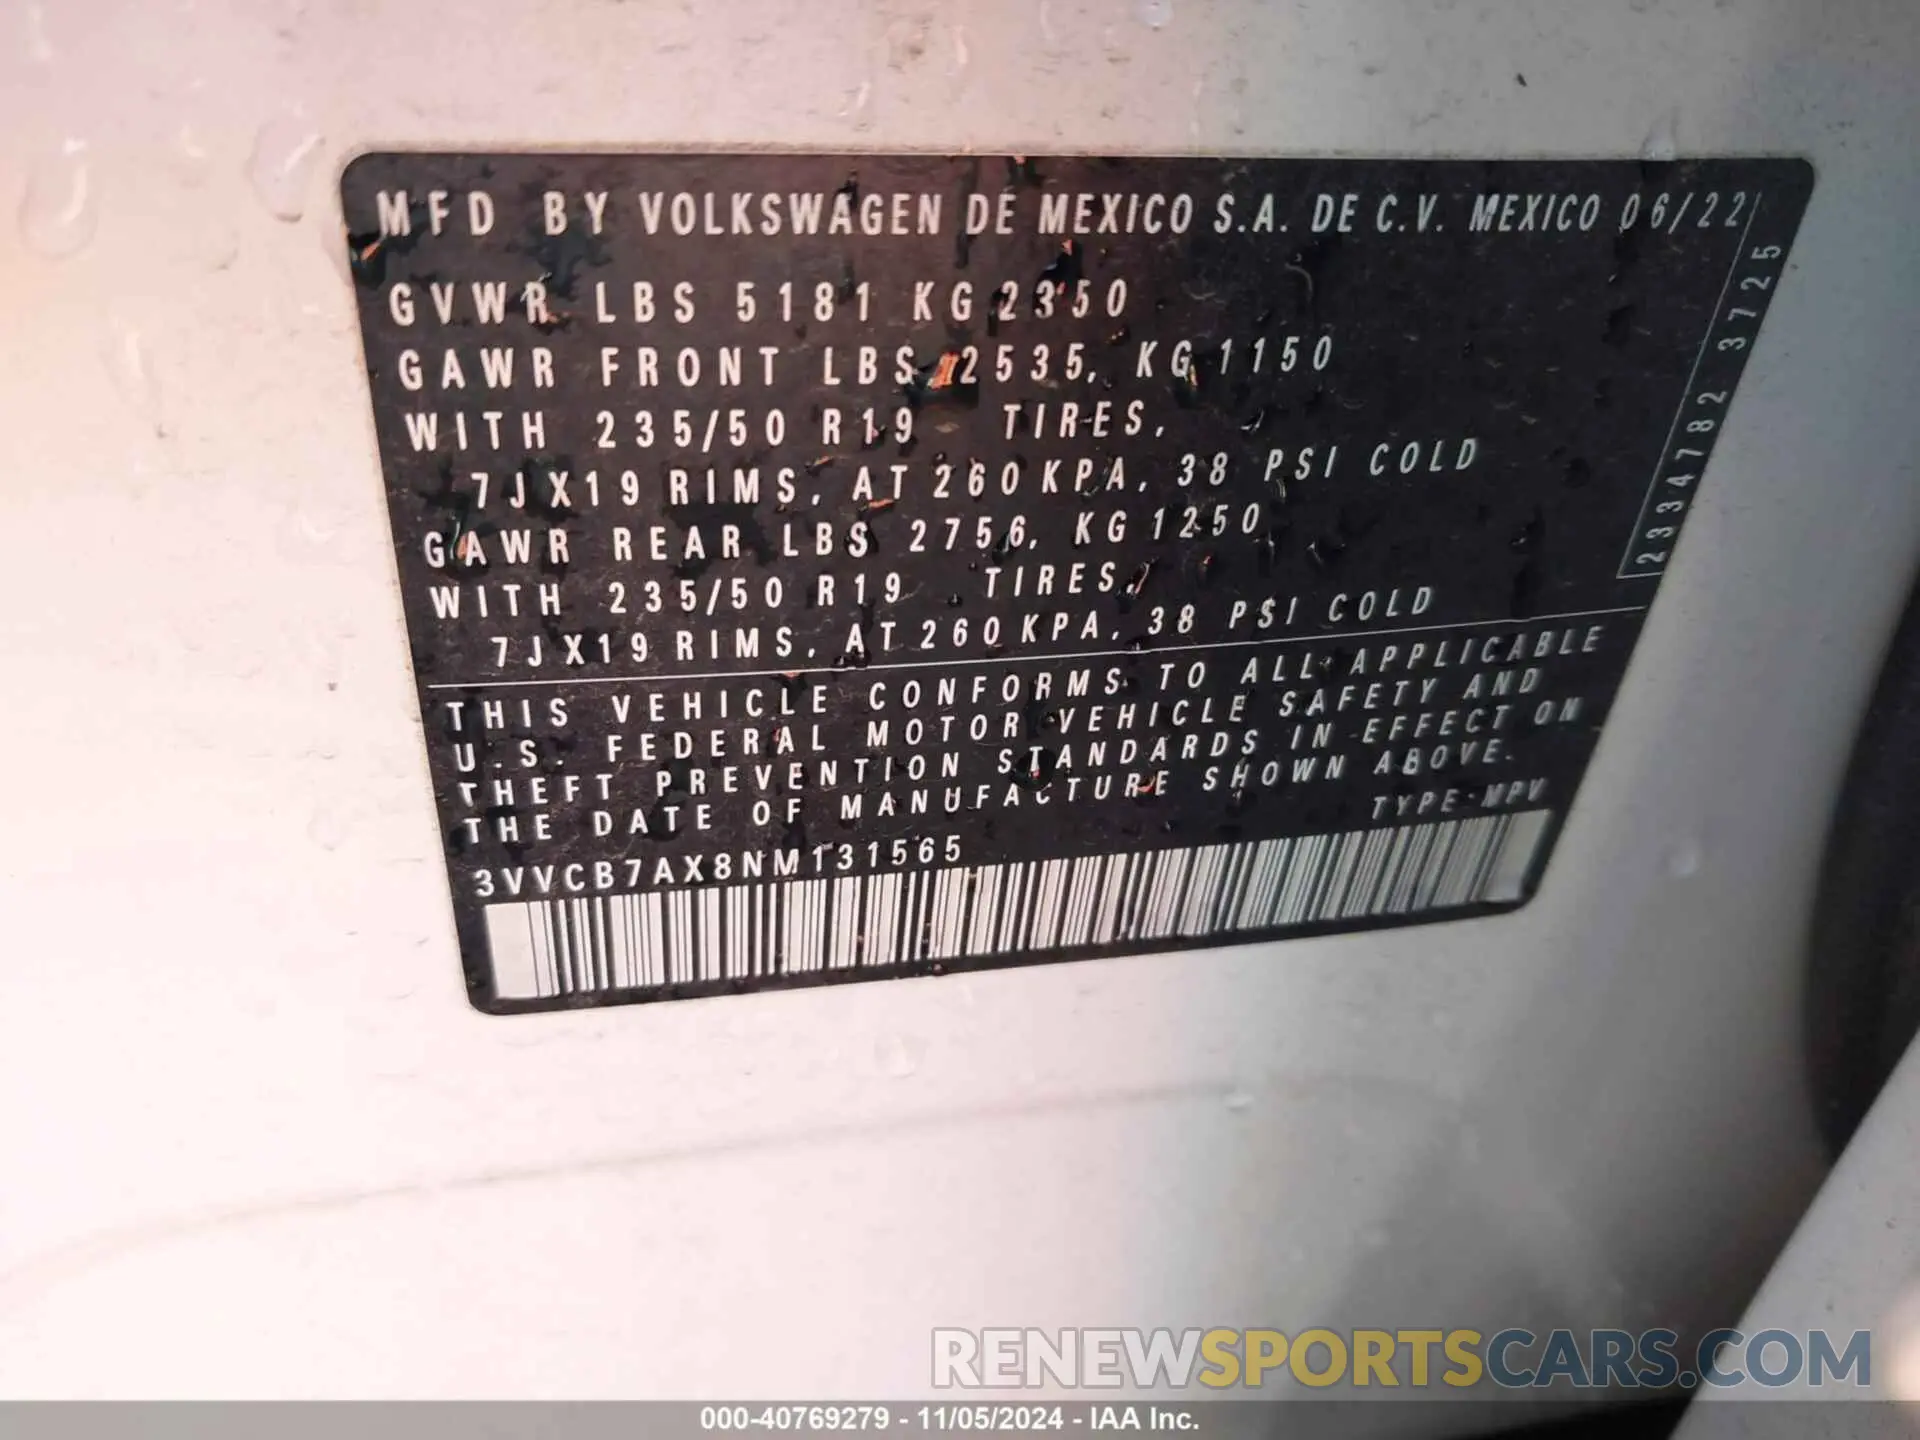 MFD BY VOLKSWAGEN DE MEXICO S.A. DE C.V. MEXICO 06/22
GVWR LBS 5181 KG 2350
GAWR FRONT LBS 2535, KG 1150
WITH 235/50 R19 TIRES,
7JX19 RIMS, AT 260 KPA, 38 PSI COLD
GAWR REAR LBS 2756, KG 1250
WITH 235/50 R19 TIRES,
7JX19 RIMS, AT 260 KPA, 38 PSI COLD
2334782 3725
THIS VEHICLE CONFORMS TO ALL APPLICABLE
U.S. FEDERAL MOTOR VEHICLE SAFETY AND
THEFT PREVENTION STANDARDS IN EFFECT ON
THE DATE OF MANUFACTURE SHOWN ABOVE.
3VVCB7AX8NM131565 TYPE-MPV
RENEWSPORTSCARS.COM
000-40769279 - 11/05/2024 - IAA Inc.